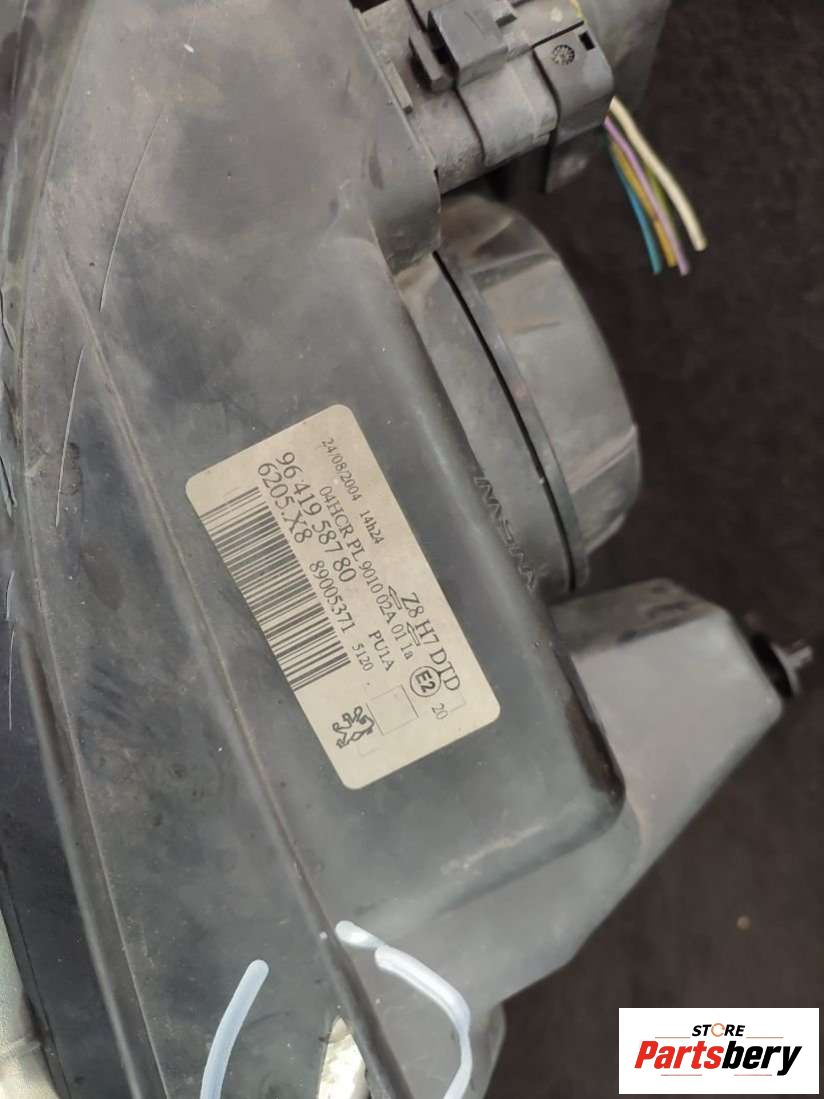 24/08/2004 14h24
Z8 H7 DJD
04HCR PL 9010 02A 01 1a
E2
20
96 419 587 80
PU1A
6205.X8 89005371 5120
STORE
Partsbery